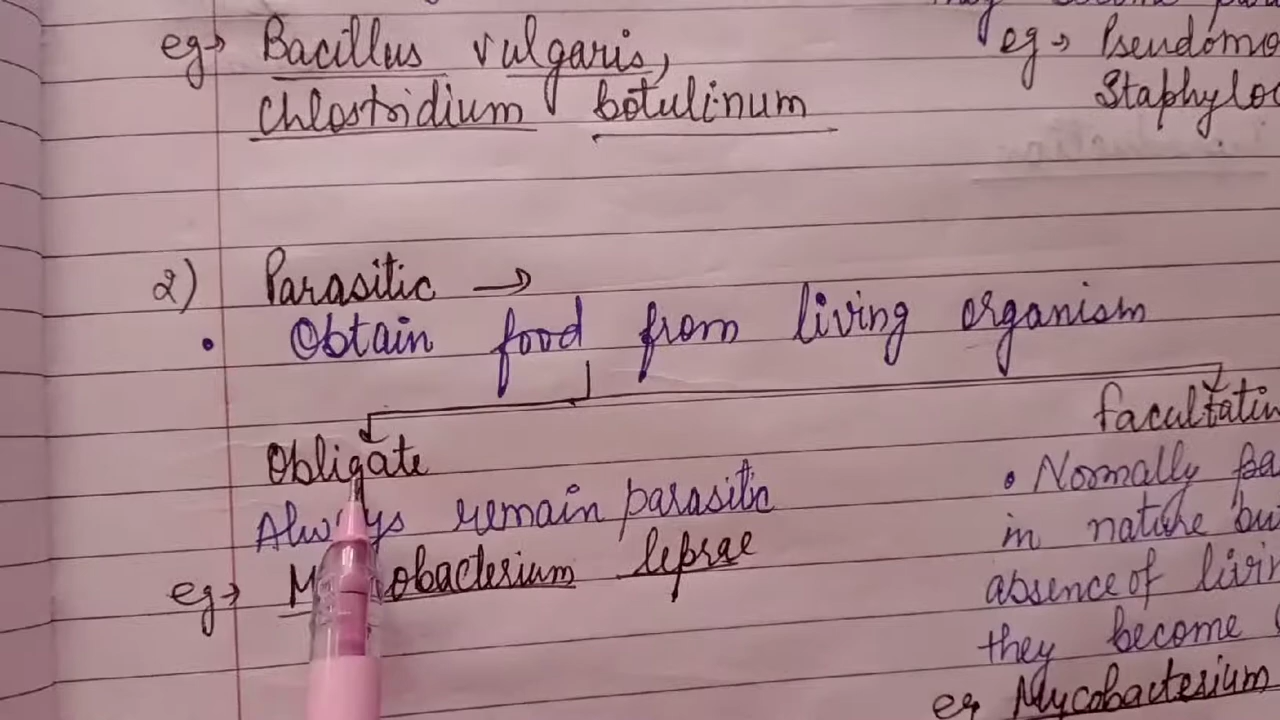 eg→ Bacillus vulgaris,
Chlostridium botulinum
eg→ Pseudomo
Staphyloc
2) Parasitic →
• Obtain food from living organism
Obligate
Always remain parasitic
eg→ Mycobacterium leprae
facultativ
• Normally pa
in nature bu
absence of livin
they become
eg Mycobacterium